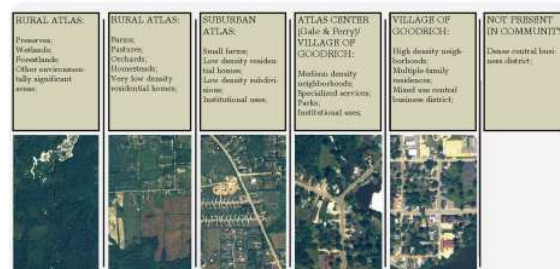 RURAL ATLAS:
Preserves;
Wetlands;
Forestlands;
Other environmen-
tally significant
areas;
RURAL ATLAS:
Farms;
Pastures;
Orchards;
Homesteads;
Very low density
residential homes;
SUBURBAN
ATLAS:
Small farms;
Low density residen-
tial homes;
Low density subdivi-
sions;
Institutional uses;
ATLAS CENTER
(Gale & Perry)/
VILLAGE OF
GOODRICH:
Medium density
neighborhoods;
Specialized services;
Parks;
Institutional uses;
VILLAGE OF
GOODRICH:
High density neigh-
borhoods;
Multiple-family
residences;
Mixed use central
business district;
NOT PRESENT
IN COMMUNITY:
Dense central busi-
ness district;